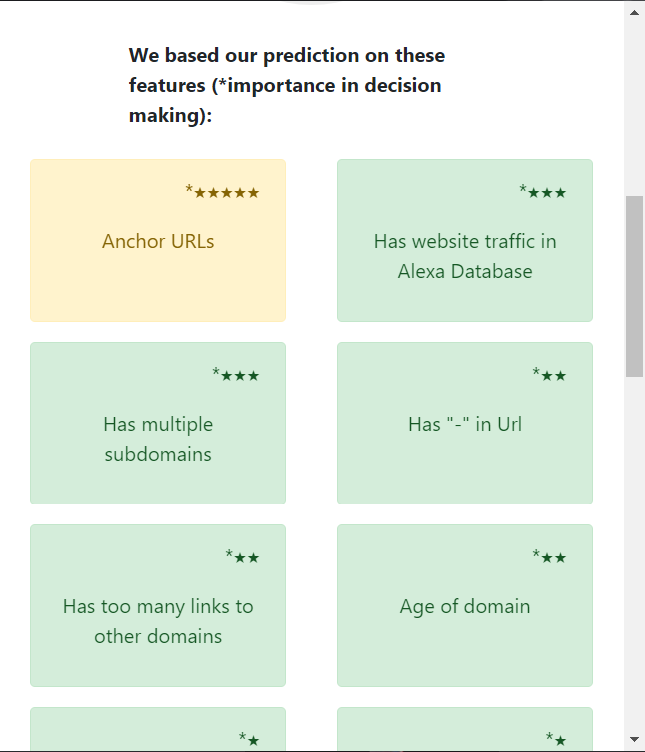 We based our prediction on these
features (*importance in decision
making):
*★★★★★
Anchor URLs
*★★★
Has website traffic in
Alexa Database
*★★★
Has multiple
subdomains
*★★
Has "-" in Url
*★★
Has too many links to
other domains
*★★
Age of domain
*★
*★